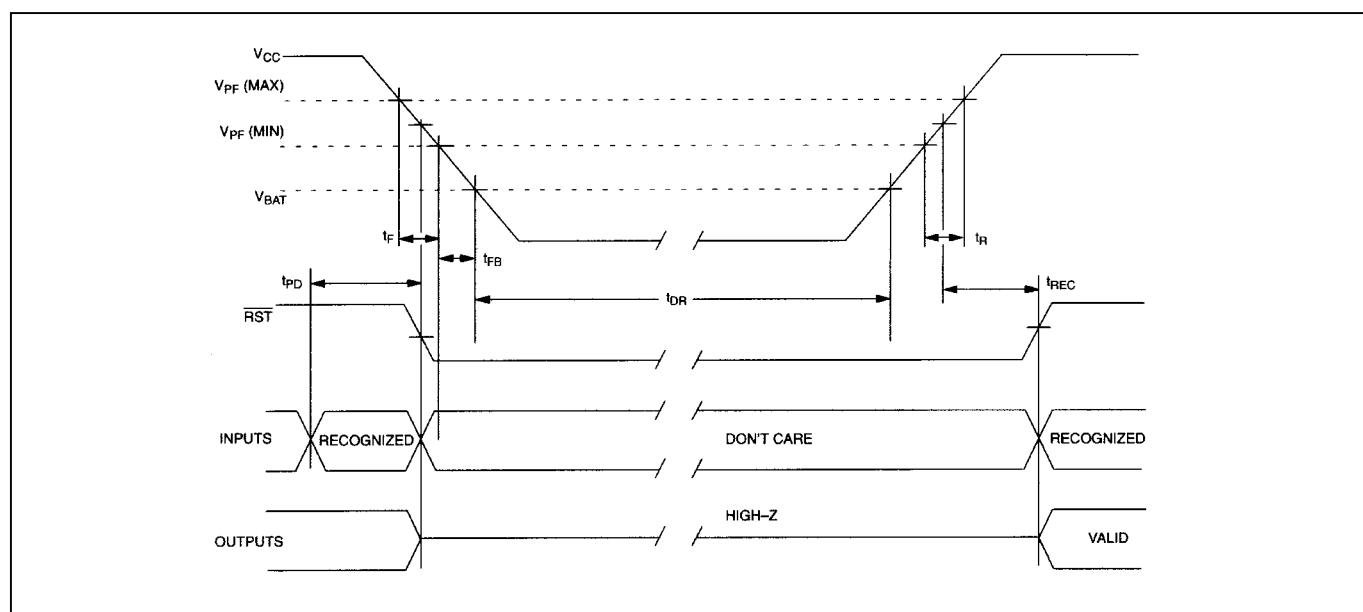 VCC
VPF (MAX)
VPF (MIN)
VBAT
tF
tFB
tR
tPD
tDR
tREC
RST
INPUTS
RECOGNIZED
DON'T CARE
RECOGNIZED
HIGH–Z
OUTPUTS
VALID